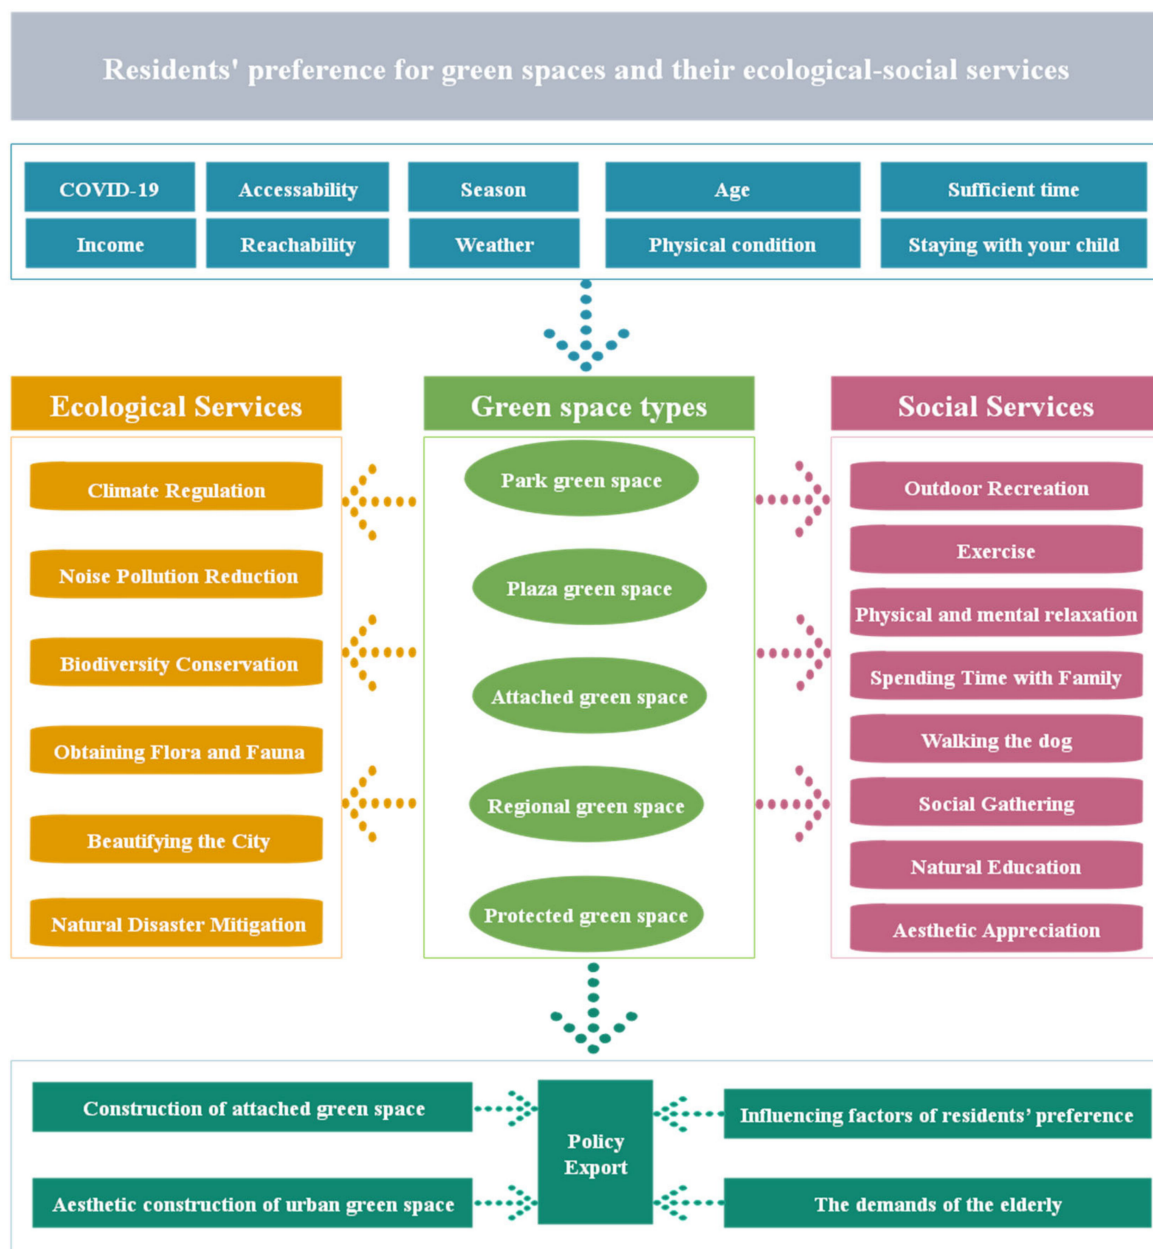 Residents' preference for green spaces and their ecological-social services
COVID-19
Accessability
Season
Age
Sufficient time
Income
Reachability
Weather
Physical condition
Staying with your child
Ecological Services
Climate Regulation
Noise Pollution Reduction
Biodiversity Conservation
Obtaining Flora and Fauna
Beautifying the City
Natural Disaster Mitigation
Green space types
Park green space
Plaza green space
Attached green space
Regional green space
Protected green space
Social Services
Outdoor Recreation
Exercise
Physical and mental relaxation
Spending Time with Family
Walking the dog
Social Gathering
Natural Education
Aesthetic Appreciation
Construction of attached green space
Aesthetic construction of urban green space
Policy
Export
Influencing factors of residents’ preference
The demands of the elderly